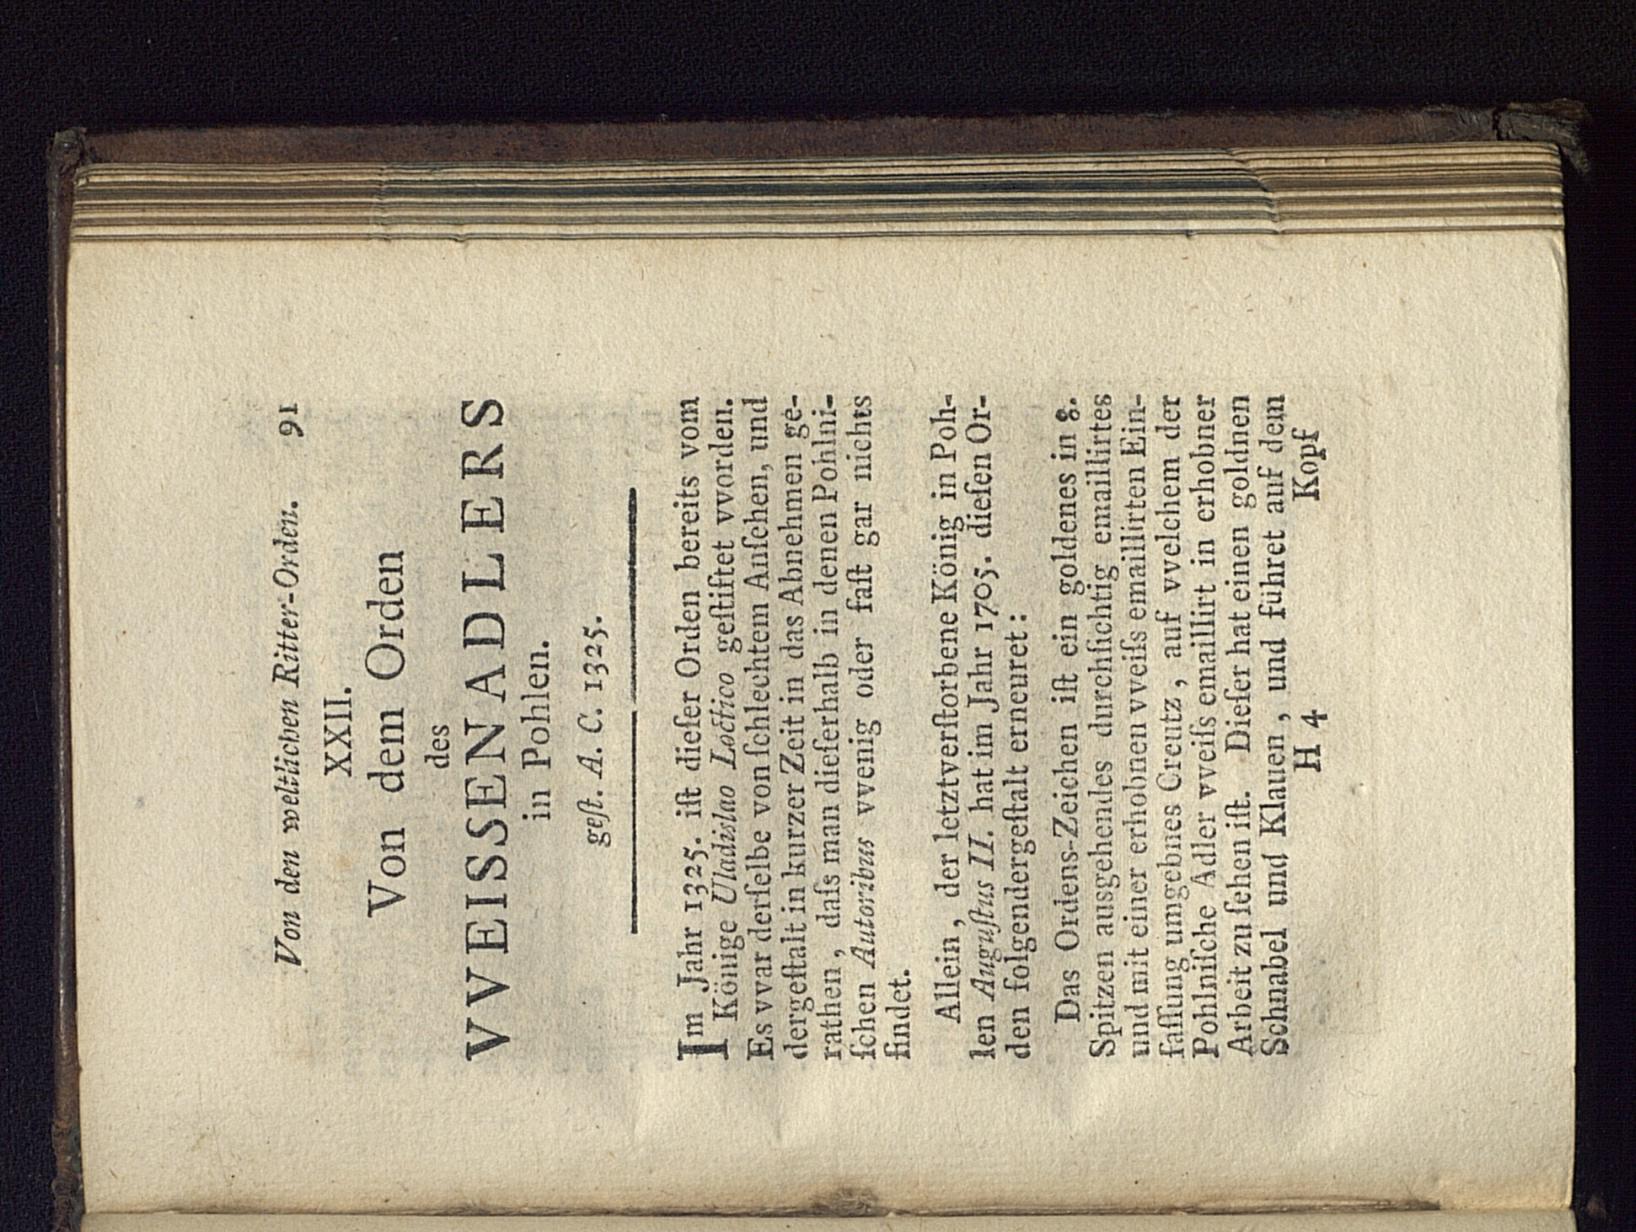 Von den weltlichen Ritter-Orden. 91
XXII.
Von dem Orden
des
VVEISSEN ADLERS
in Pohlen.
geſt. A. C. 1325.
Im Jahr 1325. iſt dieſer Orden bereits vom
Könige Uladislao Loctico geſtiftet vvorden.
Es vvar derſelbe von ſchlechtem Anſehen, und
dergeſtalt in kurzer Zeit in das Abnehmen ge-
rathen, daſs man dieſerhalb in denen Pohlni-
ſchen Autoribus vvenig oder faſt gar nichts
findet.
Allein, der letztverſtorbene König in Poh-
len Auguſtus II. hat im Jahr 1705. dieſen Or-
den folgendergeſtalt erneuret:
Das Ordens-Zeichen iſt ein goldenes in 8.
Spitzen ausgehendes durchſichtig emaillirtes
und mit einer erhobnen vveiſs emaillirten Ein-
faſſung umgebnes Creutz, auf vvelchem der
Pohlniſche Adler vveiſs emaillirt in erhobner
Arbeit zu ſehen iſt. Dieſer hat einen goldnen
Schnabel und Klauen, und führet auf dem
H 4 Kopf